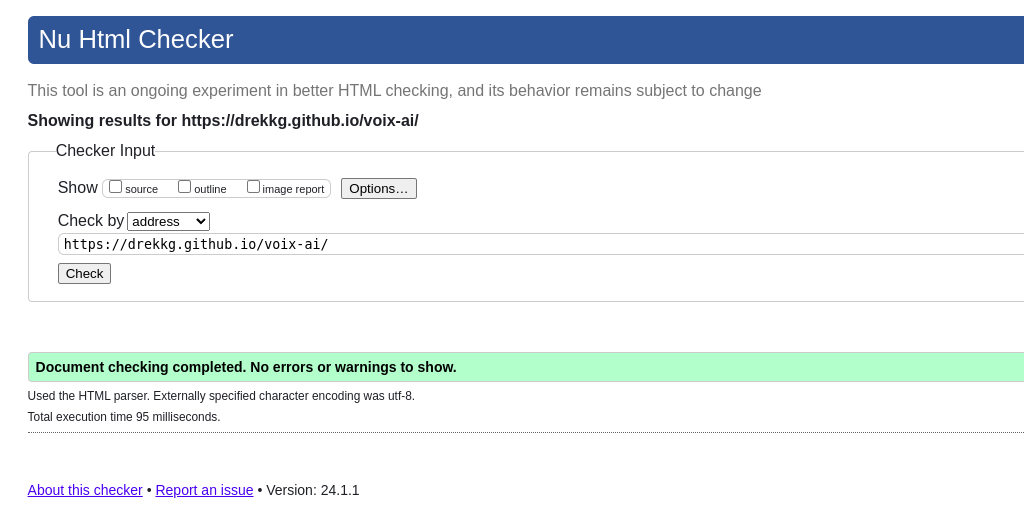 Nu Html Checker
This tool is an ongoing experiment in better HTML checking, and its behavior remains subject to change
Showing results for https://drekkg.github.io/voix-ai/
Checker Input
Show source outline image report Options…
Check by address
https://drekkg.github.io/voix-ai/
Check
Document checking completed. No errors or warnings to show.
Used the HTML parser. Externally specified character encoding was utf-8.
Total execution time 95 milliseconds.
About this checker • Report an issue • Version: 24.1.1